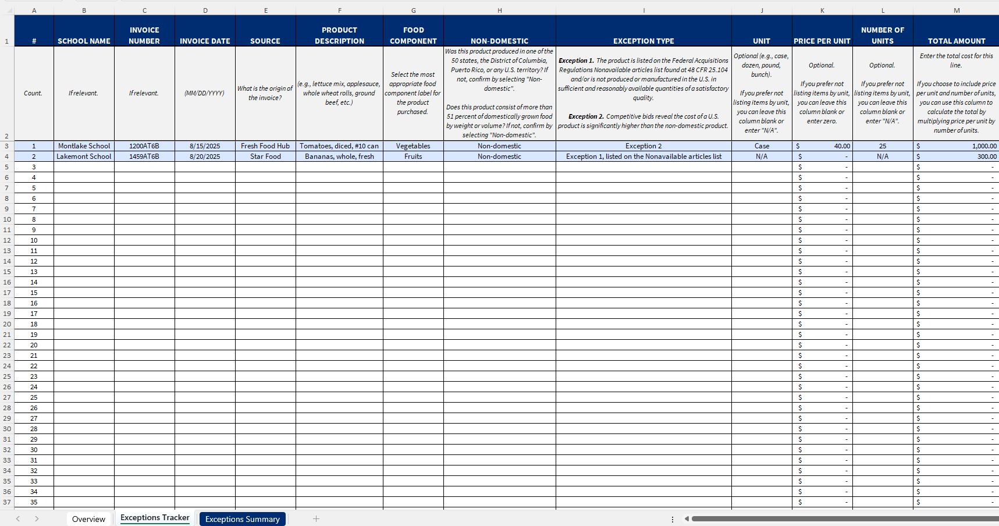 A B C D E F G H I J K L M
1 # SCHOOL NAME INVOICE NUMBER INVOICE DATE SOURCE PRODUCT DESCRIPTION FOOD COMPONENT NON-DOMESTIC EXCEPTION TYPE UNIT PRICE PER UNIT NUMBER OF UNITS TOTAL AMOUNT
2
Count.
If relevant.
If relevant.
(MM/DD/YYYY)
What is the origin of
the invoice?
(e.g., lettuce mix, applesauce,
whole wheat rolls, ground
beef, etc.)
Select the most
appropriate food
component label for
the product
purchased.
Was this product produced in one of the
50 states, the District of Columbia,
Puerto Rico, or any U.S. territory? If
not, confirm by selecting "Non-
domestic".
Does this product consist of more than
51 percent of domestically grown food
by weight or volume? If not, confirm by
selecting "Non-domestic".
Exception 1. The product is listed on the Federal Acquisitions
Regulations Nonavailable articles list found at 48 CFR 25.104
and/or is not produced or manufactured in the U.S. in
sufficient and reasonably available quantities of a satisfactory
quality.
Exception 2. Competitive bids reveal the cost of a U.S.
product is significantly higher than the non-domestic product.
Optional (e.g., case,
dozen, pound,
bunch).
If you prefer not
listing items by unit,
you can leave this
column blank or
enter "N/A".
Optional.
If you prefer not
listing items by unit,
you can leave this
column blank or
enter zero.
Optional.
If you prefer not
listing items by unit,
you can leave this
column blank or
enter "N/A".
Enter the total cost for this
line.
If you choose to include price
per unit and number of units,
you can use this column to
calculate the total by
multiplying price per unit by
number of units.
3 1 Montlake School 1200AT6B 8/15/2025 Fresh Food Hub Tomatoes, diced, #10 can Vegetables Non-domestic Exception 2 Case $ 40.00 25 $ 1,000.00
4 2 Lakemont School 1459AT6B 8/20/2025 Star Food Bananas, whole, fresh Fruits Non-domestic Exception 1, listed on the Nonavailable articles list N/A $ - N/A $ 300.00
5 3 $ - $ -
6 4 $ - $ -
7 5 $ - $ -
8 6 $ - $ -
9 7 $ - $ -
10 8 $ - $ -
11 9 $ - $ -
12 10 $ - $ -
13 11 $ - $ -
14 12 $ - $ -
15 13 $ - $ -
16 14 $ - $ -
17 15 $ - $ -
18 16 $ - $ -
19 17 $ - $ -
20 18 $ - $ -
21 19 $ - $ -
22 20 $ - $ -
23 21 $ - $ -
24 22 $ - $ -
25 23 $ - $ -
26 24 $ - $ -
27 25 $ - $ -
28 26 $ - $ -
29 27 $ - $ -
30 28 $ - $ -
31 29 $ - $ -
32 30 $ - $ -
33 31 $ - $ -
34 32 $ - $ -
35 33 $ - $ -
36 34 $ - $ -
37 35 $ - $ -
Overview Exceptions Tracker Exceptions Summary